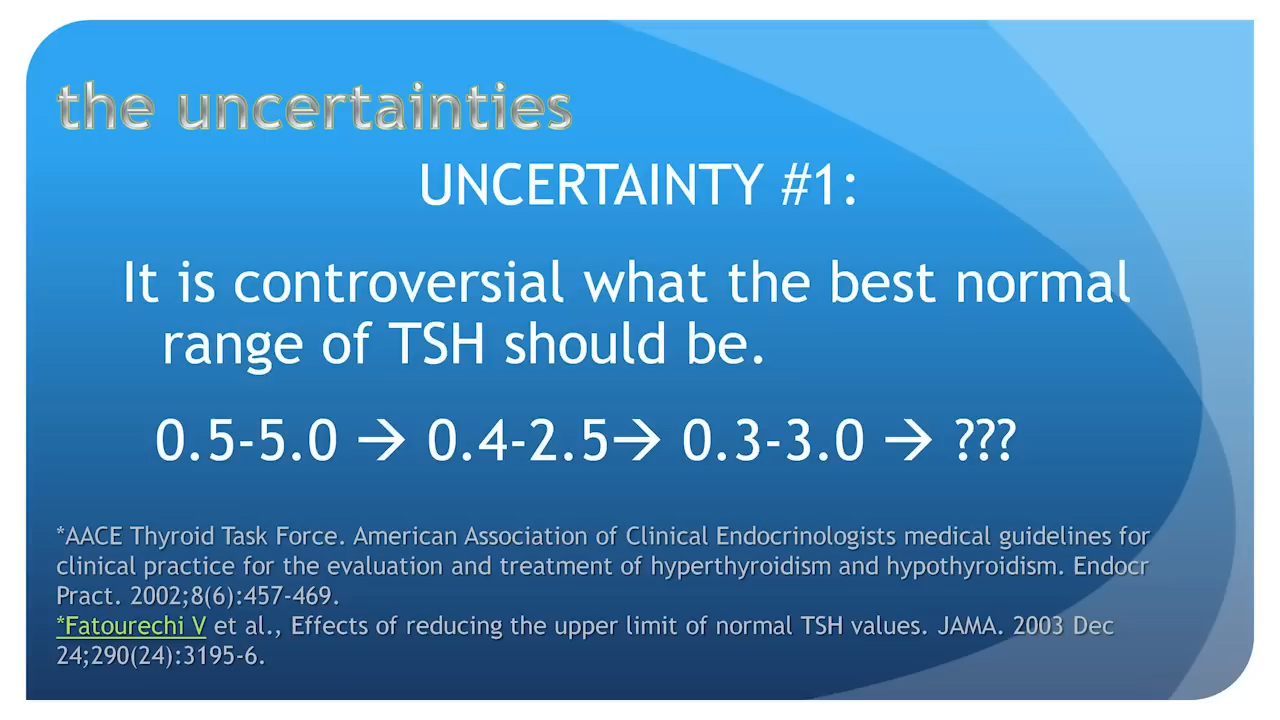 the uncertainties
UNCERTAINTY #1:
It is controversial what the best normal
range of TSH should be.
0.5-5.0 → 0.4-2.5→ 0.3-3.0 → ???
*AACE Thyroid Task Force. American Association of Clinical Endocrinologists medical guidelines for
clinical practice for the evaluation and treatment of hyperthyroidism and hypothyroidism. Endocr
Pract. 2002;8(6):457-469.
*Fatourechi V et al., Effects of reducing the upper limit of normal TSH values. JAMA. 2003 Dec
24;290(24):3195-6.